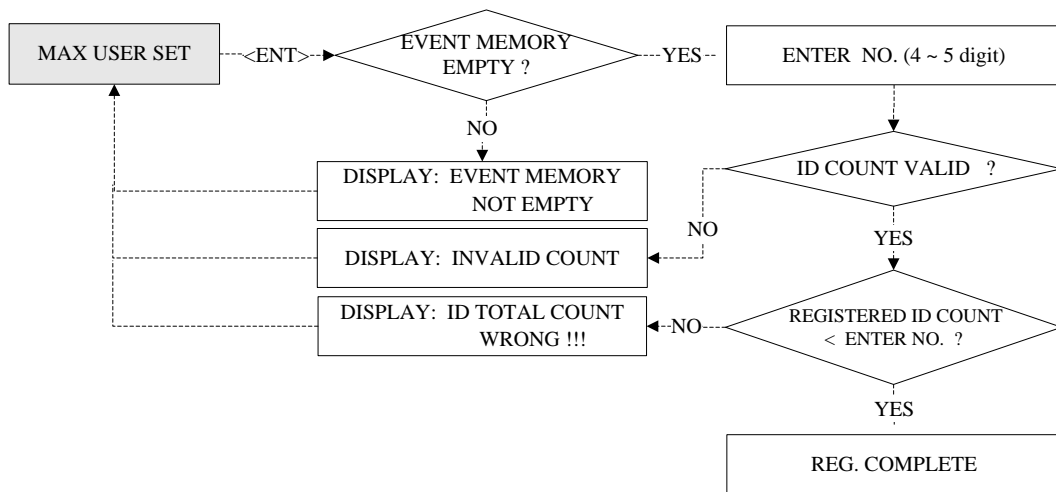 MAX USER SET
<ENT>
EVENT MEMORY
EMPTY ?
YES
ENTER NO. (4 ~ 5 digit)
NO
DISPLAY: EVENT MEMORY
NOT EMPTY
ID COUNT VALID ?
NO
YES
DISPLAY: INVALID COUNT
DISPLAY: ID TOTAL COUNT
WRONG !!!
NO
REGISTERED ID COUNT
< ENTER NO. ?
YES
REG. COMPLETE